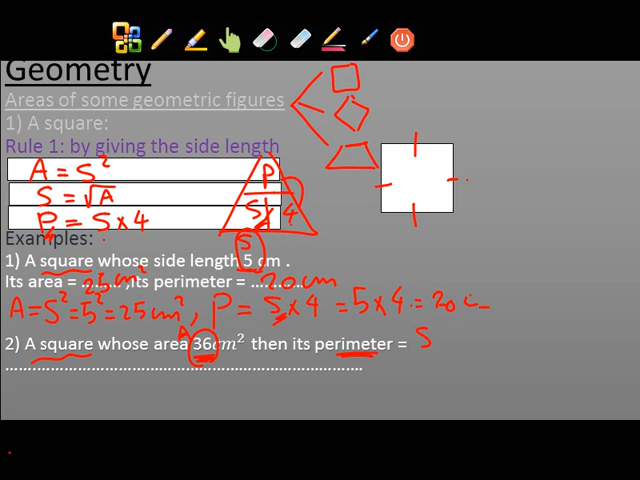 Geometry
Areas of some geometric figures
1) A square:
Rule 1: by giving the side length
A = S²
S = √A
P = S × 4
P
S × 4
Examples:
S
1) A square whose side length 5 cm .
Its area = 25 cm² ,its perimeter = 20 cm
A = S² = 5² = 25 cm² , P = S × 4 = 5 × 4 = 20 c
A
2) A square whose area 36cm² then its perimeter = S
……………………………………………………………….